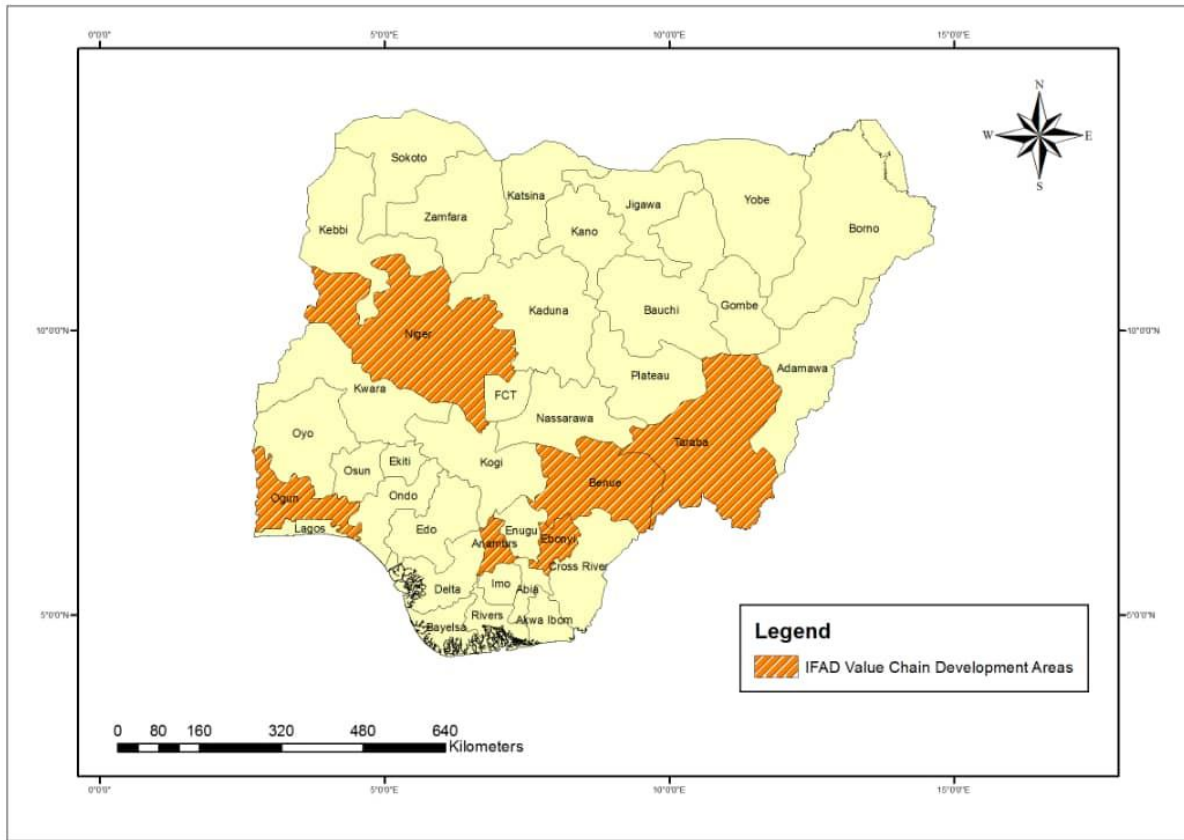 0°0'0" 5°0'0"E 10°0'0"E 15°0'0"E
N
W E
S
Sokoto
Katsina
Jigawa
Yobe
Zamfara
Kebbi
Kano
Borno
Gombe
Kaduna
Bauchi
10°0'0"N 10°0'0"N
Niger
Adamawa
Plateau
Kwara
FCT
Nassarawa
Oyo
Taraba
Ekiti
Kogi
Osun
Benue
Ogun
Ondo
Lagos
Edo
Enugu
Anambrs
Ebonyi
Cross River
Imo
Abia
Delta
5°0'0"N 5°0'0"N
Rivers
Akwa Ibom
Bayelsa
Legend
IFAD Value Chain Development Areas
0 80 160 320 480 640
Kilometers
0°0'0" 5°0'0"E 10°0'0"E 15°0'0"E